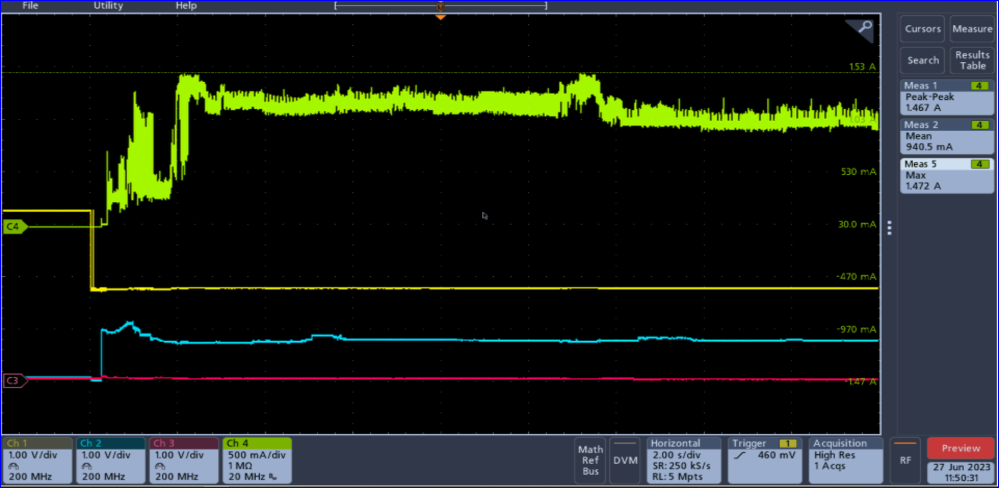 File Utility Help
Cursors Measure
Search Results
Table
1.53 A
1.03 A
530 mA
30.0 mA
-470 mA
-970 mA
-1.47 A
C4
C3
Meas 1 4
Peak-Peak
1.467 A
Meas 2 4
Mean
940.5 mA
Meas 5 4
Max
1.472 A
Ch 1
1.00 V/div
200 MHz
Ch 2
1.00 V/div
200 MHz
Ch 3
1.00 V/div
200 MHz
Ch 4
500 mA/div
1 MΩ
20 MHz Bw
Math
Ref
Bus
DVM
Horizontal
2.00 s/div
SR: 250 kS/s
RL: 5 Mpts
Trigger 1
460 mV
Acquisition
High Res
1 Acqs
RF
Preview
27 Jun 2023
11:50:31